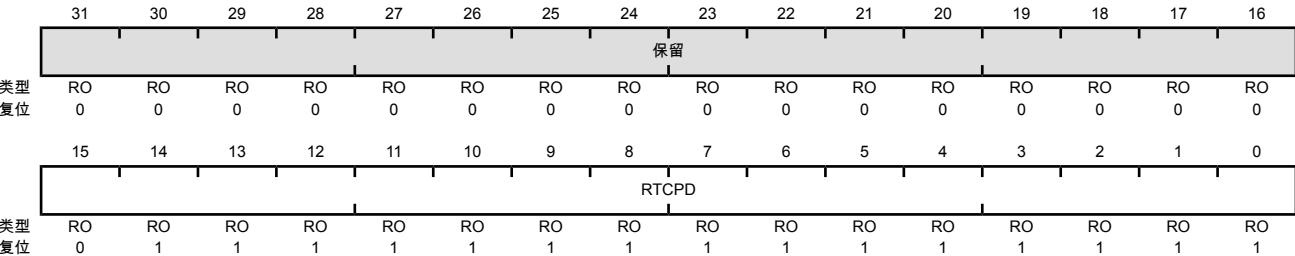 31 30 29 28 27 26 25 24 23 22 21 20 19 18 17 16
保留
类型 RO RO RO RO RO RO RO RO RO RO RO RO RO RO RO RO
复位 0 0 0 0 0 0 0 0 0 0 0 0 0 0 0 0
15 14 13 12 11 10 9 8 7 6 5 4 3 2 1 0
RTCPD
类型 RO RO RO RO RO RO RO RO RO RO RO RO RO RO RO RO
复位 0 1 1 1 1 1 1 1 1 1 1 1 1 1 1 1